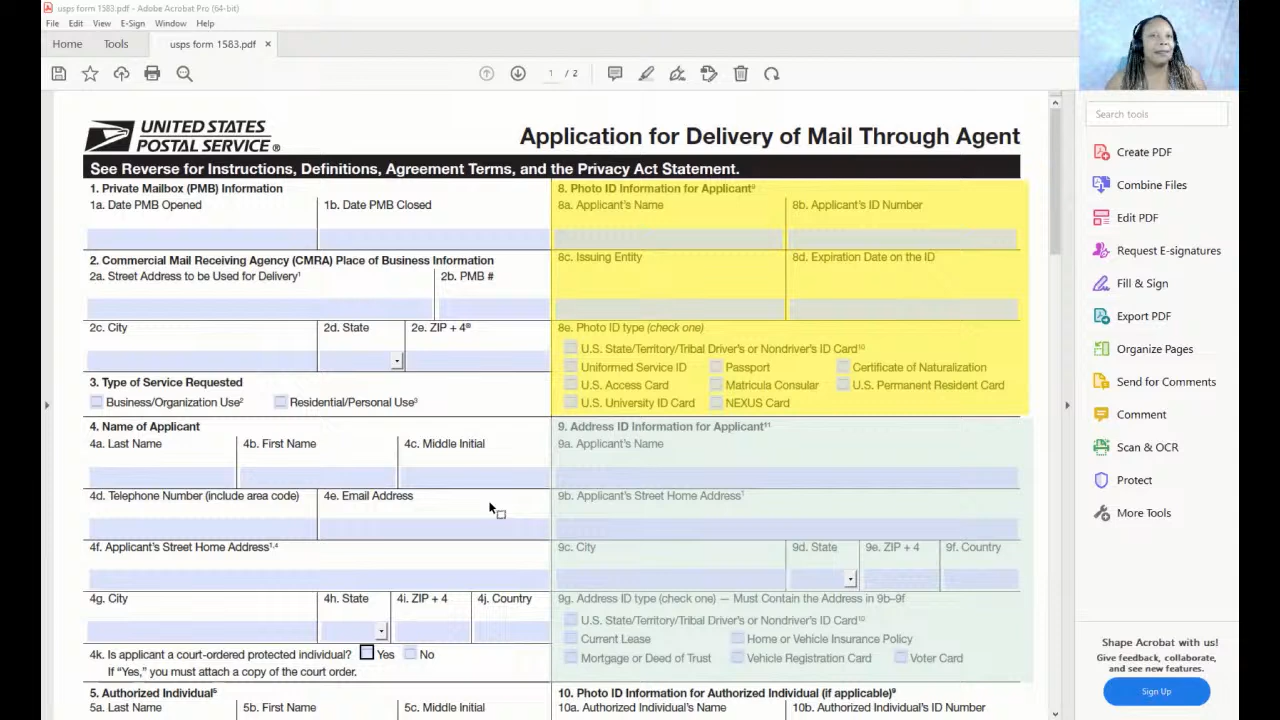 usps form 1583.pdf - Adobe Acrobat Pro (64-bit)
File Edit View E-Sign Window Help
Home Tools usps form 1583.pdf ×
1 / 2
UNITED STATES
POSTAL SERVICE®
Application for Delivery of Mail Through Agent
See Reverse for Instructions, Definitions, Agreement Terms, and the Privacy Act Statement.
1. Private Mailbox (PMB) Information
1a. Date PMB Opened 1b. Date PMB Closed
2. Commercial Mail Receiving Agency (CMRA) Place of Business Information
2a. Street Address to be Used for Delivery¹ 2b. PMB #
2c. City 2d. State 2e. ZIP + 4®
3. Type of Service Requested
Business/Organization Use² Residential/Personal Use³
4. Name of Applicant
4a. Last Name 4b. First Name 4c. Middle Initial
4d. Telephone Number (include area code) 4e. Email Address
4f. Applicant's Street Home Address¹,⁴
4g. City 4h. State 4i. ZIP + 4 4j. Country
4k. Is applicant a court-ordered protected individual? Yes No
If "Yes," you must attach a copy of the court order.
5. Authorized Individual⁵
5a. Last Name 5b. First Name 5c. Middle Initial
8. Photo ID Information for Applicant⁹
8a. Applicant's Name 8b. Applicant's ID Number
8c. Issuing Entity 8d. Expiration Date on the ID
8e. Photo ID type (check one)
U.S. State/Territory/Tribal Driver's or Nondriver's ID Card¹⁰
Uniformed Service ID Passport Certificate of Naturalization
U.S. Access Card Matricula Consular U.S. Permanent Resident Card
U.S. University ID Card NEXUS Card
9. Address ID Information for Applicant¹¹
9a. Applicant's Name
9b. Applicant's Street Home Address¹
9c. City 9d. State 9e. ZIP + 4 9f. Country
9g. Address ID type (check one) — Must Contain the Address in 9b–9f
U.S. State/Territory/Tribal Driver's or Nondriver's ID Card¹⁰
Current Lease Home or Vehicle Insurance Policy
Mortgage or Deed of Trust Vehicle Registration Card Voter Card
10. Photo ID Information for Authorized Individual (if applicable)⁹
10a. Authorized Individual's Name 10b. Authorized Individual's ID Number
Search tools
Create PDF
Combine Files
Edit PDF
Request E-signatures
Fill & Sign
Export PDF
Organize Pages
Send for Comments
Comment
Scan & OCR
Protect
More Tools
Shape Acrobat with us!
Give feedback, collaborate,
and see new features.
Sign Up